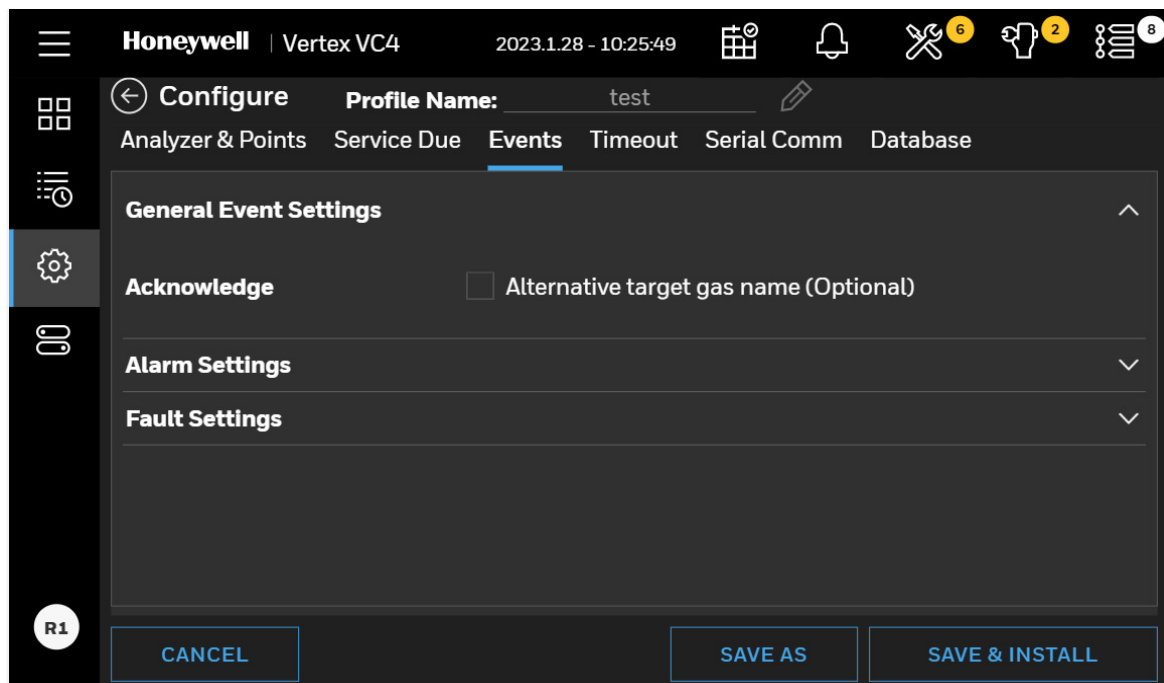 Honeywell | Vertex VC4 2023.1.28 - 10:25:49 6 2 8
Configure Profile Name: test
Analyzer & Points Service Due Events Timeout Serial Comm Database
General Event Settings
Acknowledge Alternative target gas name (Optional)
Alarm Settings
Fault Settings
R1
CANCEL SAVE AS SAVE & INSTALL